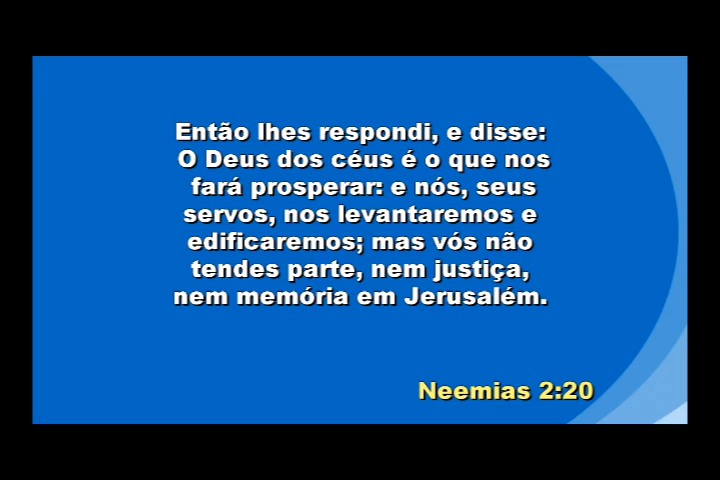 Então lhes respondi, e disse:
O Deus dos céus é o que nos
fará prosperar: e nós, seus
servos, nos levantaremos e
edificaremos; mas vós não
tendes parte, nem justiça,
nem memória em Jerusalém.
Neemias 2:20